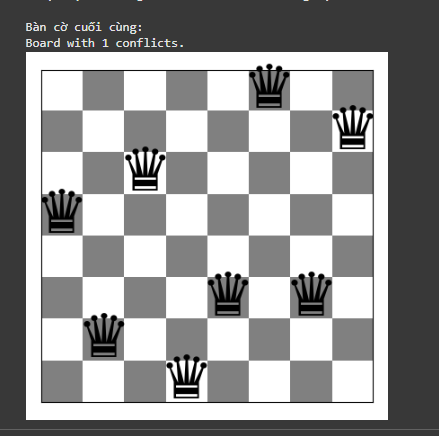 Bàn cờ cuối cùng:
Board with 1 conflicts.